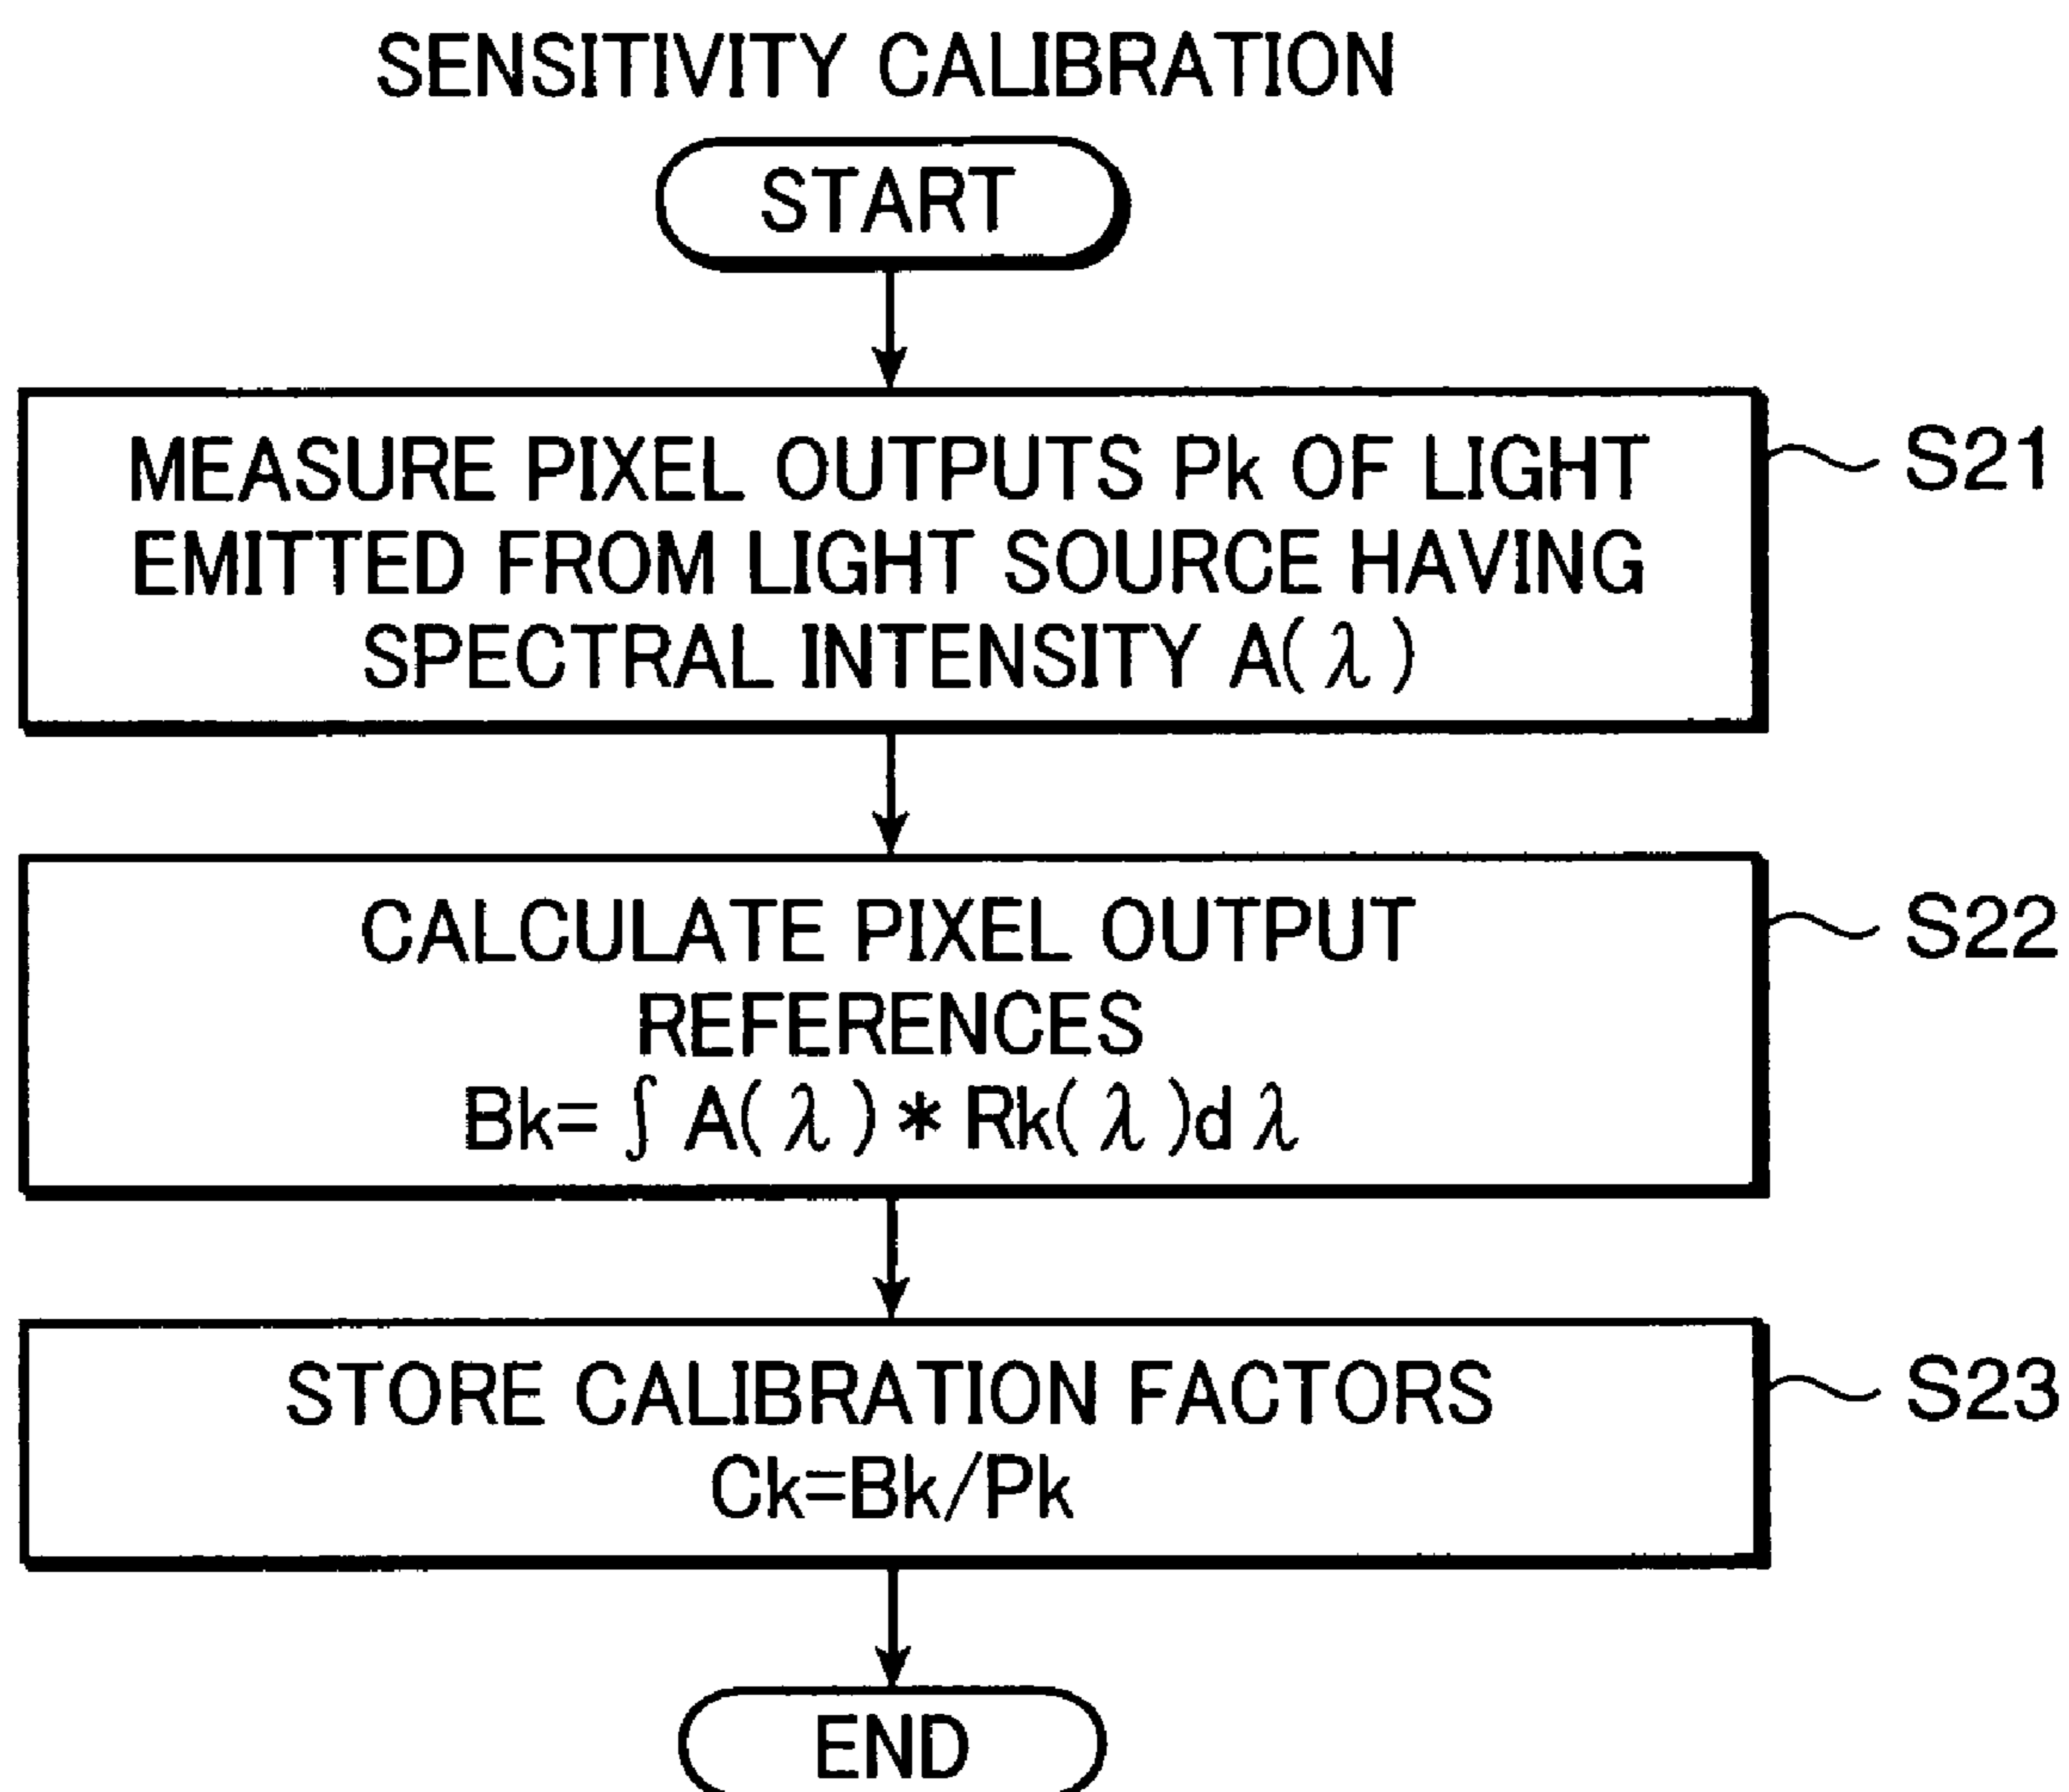 SENSITIVITY CALIBRATION
START
MEASURE PIXEL OUTPUTS Pk OF LIGHT
EMITTED FROM LIGHT SOURCE HAVING
SPECTRAL INTENSITY A(λ)
S21
CALCULATE PIXEL OUTPUT
REFERENCES
Bk=∫A(λ)*Rk(λ)dλ
S22
STORE CALIBRATION FACTORS
Ck=Bk/Pk
S23
END